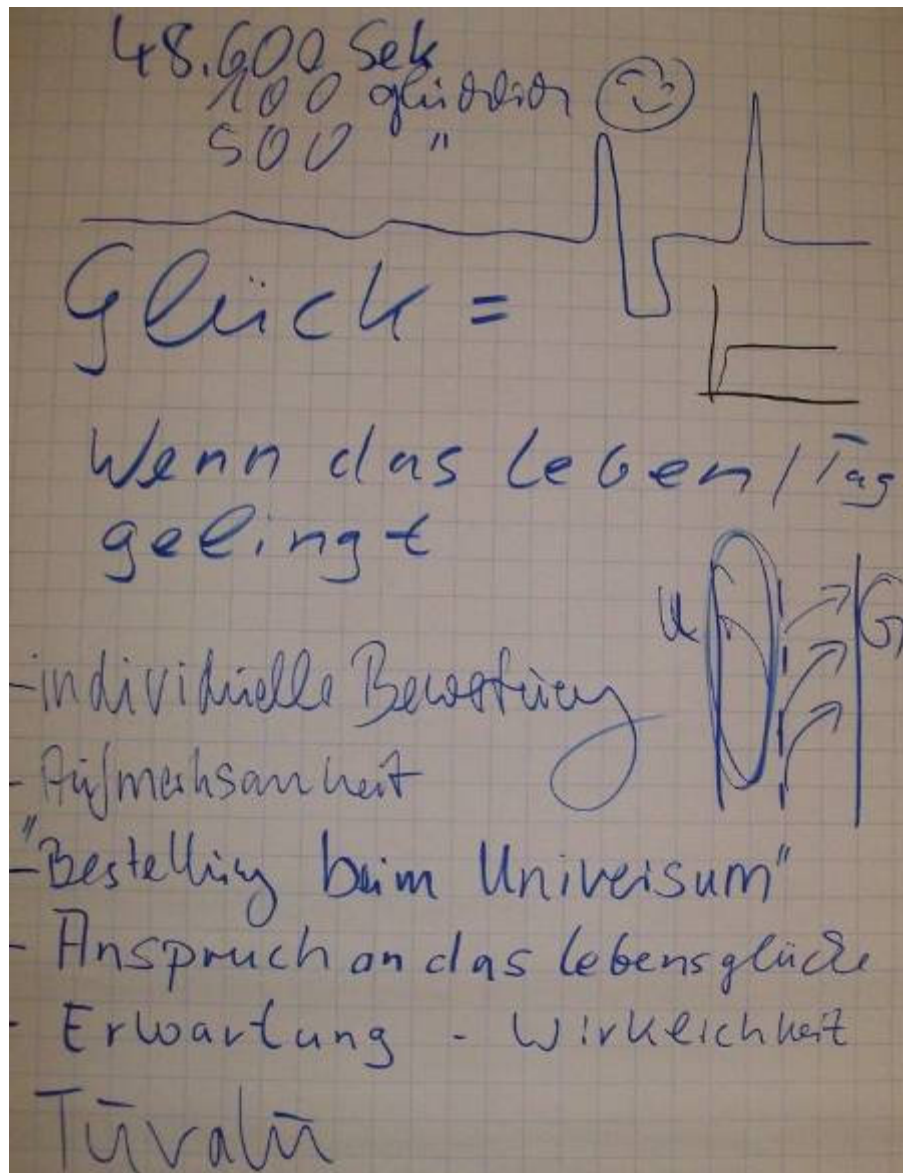 48.600 Sek
100 glücklich
500 "
Glück =
Wenn das Leben / Tag
gelingt
U G
- individuelle Bewertung
- Aufmerksamkeit
- "Bestellung beim Universum"
- Anspruch an das Lebensglück
- Erwartung - Wirklichkeit
Tuvalu